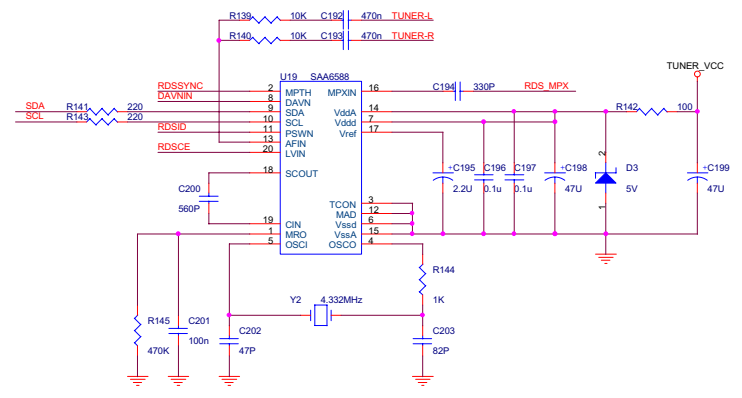 R139 10K C192 470n TUNER-L
R140 10K C193 470n TUNER-R
TUNER_VCC
U19 SAA6588
RDSSYNC 2 MPTH MPXIN 16 C194 330P RDS_MPX
DAVNIN 8 DAVN
SDA R141 220 9 SDA VddA 14 R142 100
SCL R143 220 10 SCL Vddd 7
RDSID 11 PSWN Vref 17
13 AFIN
RDSCE 20 LVIN
18 SCOUT
+C195 C196 C197 +C198 2 D3 +C199
2.2U 0.1u 0.1u 47U 5V 47U
C200
560P
TCON 3
MAD 12
1
19 CIN Vssd 6
1 MRO VssA 15
5 OSCI OSCO 4
R144
1K
Y2 4.332MHz
R145 C201 C202 C203
470K 100n 47P 82P